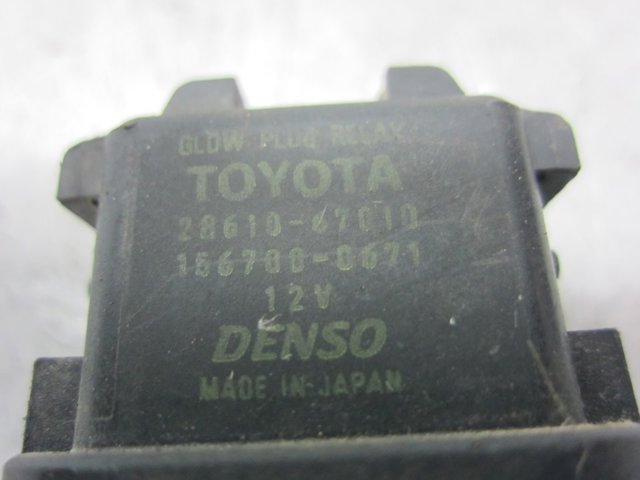 GLOW PLUG RELAY
TOYOTA
28610-67010
156700-0671
12V
DENSO
MADE IN JAPAN